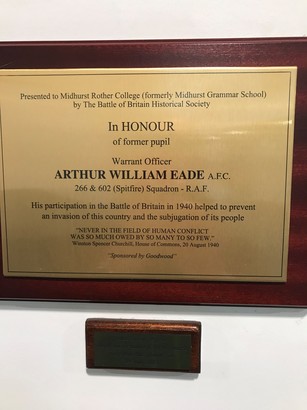 Presented to Midhurst Rother College (formerly Midhurst Grammar School)
by The Battle of Britain Historical Society
In HONOUR
of former pupil
Warrant Officer
ARTHUR WILLIAM EADE A.F.C.
266 & 602 (Spitfire) Squadron - R.A.F.
His participation in the Battle of Britain in 1940 helped to prevent
an invasion of this country and the subjugation of its people
"NEVER IN THE FIELD OF HUMAN CONFLICT
WAS SO MUCH OWED BY SO MANY TO SO FEW."
Winston Spencer Churchill, House of Commons, 20 August 1940
"Sponsored by Goodwood"